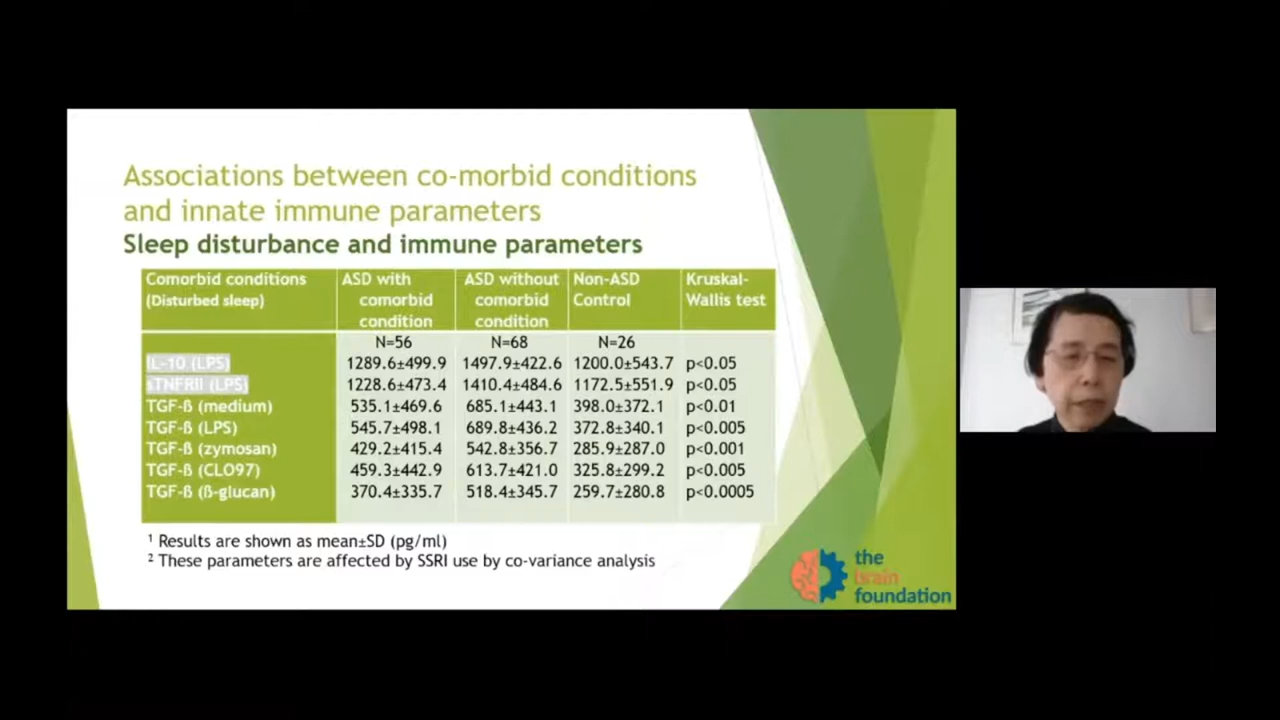 Associations between co-morbid conditions
and innate immune parameters
Sleep disturbance and immune parameters
Comorbid conditions (Disturbed sleep) ASD with comorbid condition ASD without comorbid condition Non-ASD Control Kruskal-Wallis test
N=56 N=68 N=26
IL-10 (LPS) 1289.6±499.9 1497.9±422.6 1200.0±543.7 p<0.05
sTNFRII (LPS) 1228.6±473.4 1410.4±484.6 1172.5±551.9 p<0.05
TGF-ß (medium) 535.1±469.6 685.1±443.1 398.0±372.1 p<0.01
TGF-ß (LPS) 545.7±498.1 689.8±436.2 372.8±340.1 p<0.005
TGF-ß (zymosan) 429.2±415.4 542.8±356.7 285.9±287.0 p<0.001
TGF-ß (CLO97) 459.3±442.9 613.7±421.0 325.8±299.2 p<0.005
TGF-ß (ß-glucan) 370.4±335.7 518.4±345.7 259.7±280.8 p<0.0005
¹ Results are shown as mean±SD (pg/ml)
² These parameters are affected by SSRI use by co-variance analysis
the
brain
foundation